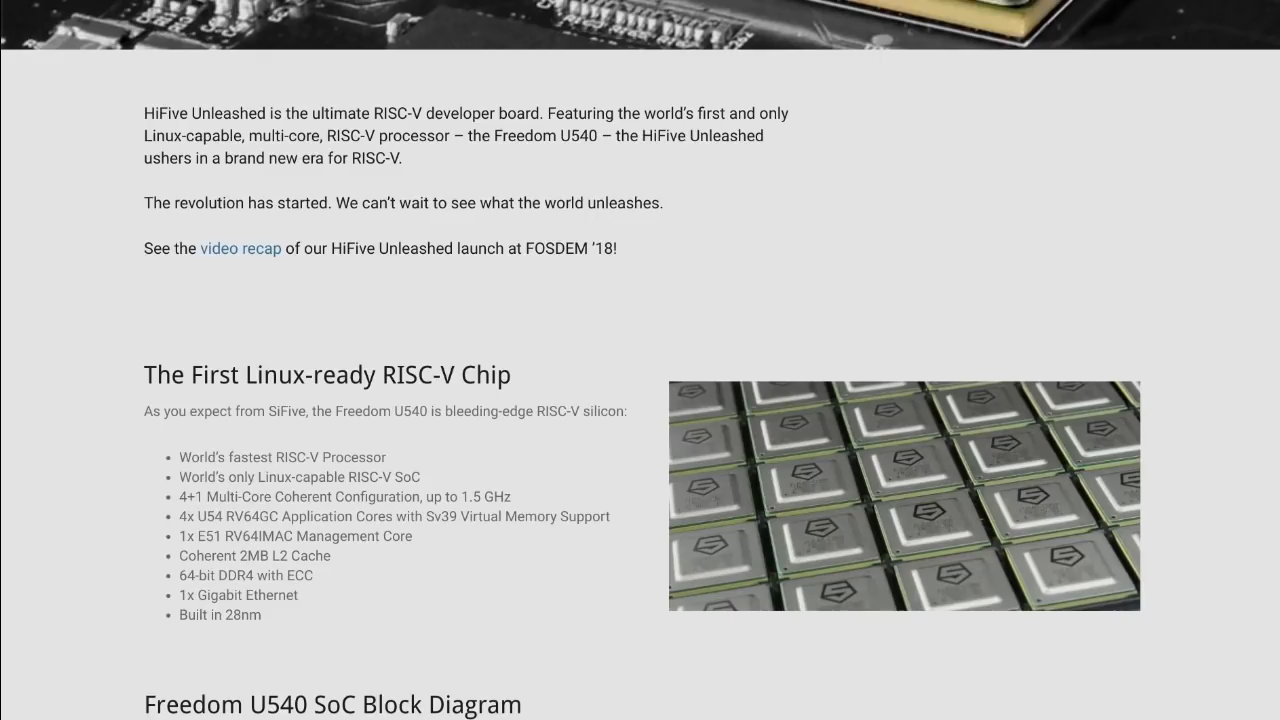 HiFive Unleashed is the ultimate RISC-V developer board. Featuring the world’s first and only
Linux-capable, multi-core, RISC-V processor – the Freedom U540 – the HiFive Unleashed
ushers in a brand new era for RISC-V.
The revolution has started. We can’t wait to see what the world unleashes.
See the video recap of our HiFive Unleashed launch at FOSDEM ’18!
The First Linux-ready RISC-V Chip
As you expect from SiFive, the Freedom U540 is bleeding-edge RISC-V silicon:
• World’s fastest RISC-V Processor
• World’s only Linux-capable RISC-V SoC
• 4+1 Multi-Core Coherent Configuration, up to 1.5 GHz
• 4x U54 RV64GC Application Cores with Sv39 Virtual Memory Support
• 1x E51 RV64IMAC Management Core
• Coherent 2MB L2 Cache
• 64-bit DDR4 with ECC
• 1x Gigabit Ethernet
• Built in 28nm
Freedom U540 SoC Block Diagram